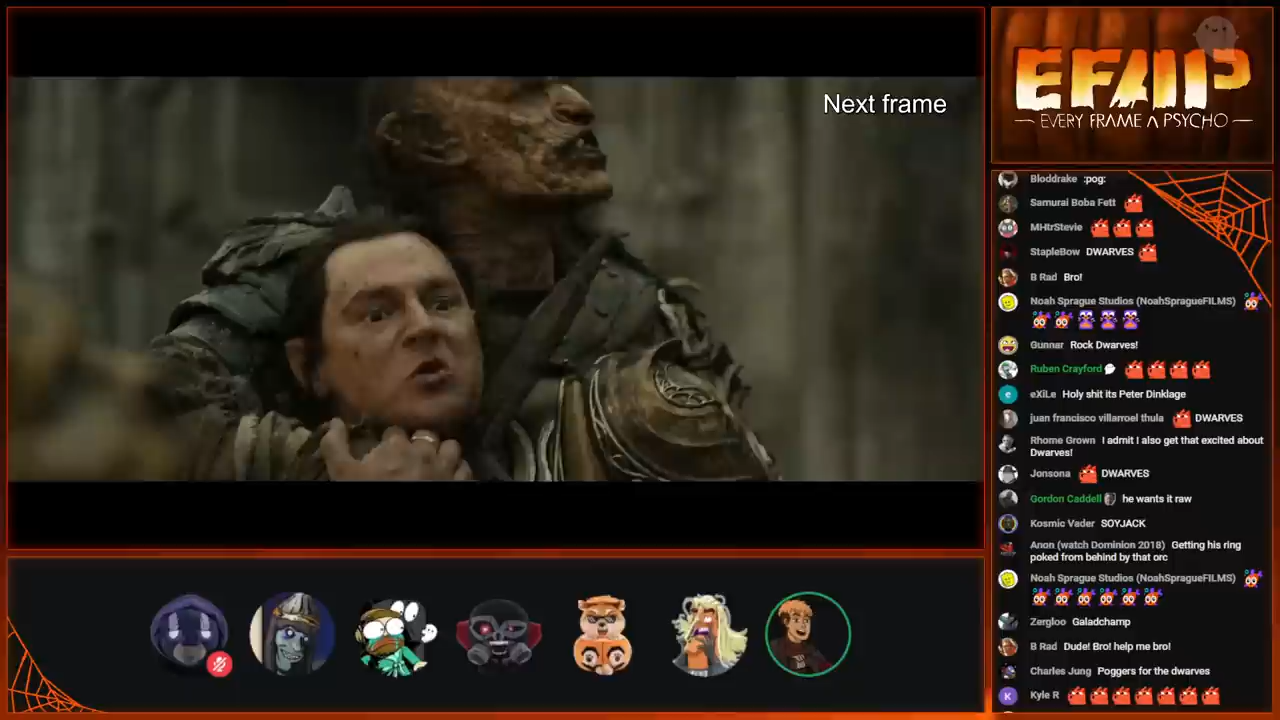 Next frame
EFAP
EVERY FRAME A PSYCHO
Bloddrake :pog:
Samurai Boba Fett
MHtrStevie
StapleBow DWARVES
B Rad Bro!
Noah Sprague Studios (NoahSpragueFILMS)
Gunnar Rock Dwarves!
Ruben Crayford
eXiLe Holy shit its Peter Dinklage
juan francisco villarroel thula DWARVES
Rhome Grown I admit I also get that excited about
Dwarves!
Jonsona DWARVES
Gordon Caddell he wants it raw
Kosmic Vader SOYJACK
Anon (watch Dominion 2018) Getting his ring
poked from behind by that orc
Noah Sprague Studios (NoahSpragueFILMS)
Zergloo Galadchamp
B Rad Dude! Bro! help me bro!
Charles Jung Poggers for the dwarves
K Kyle R